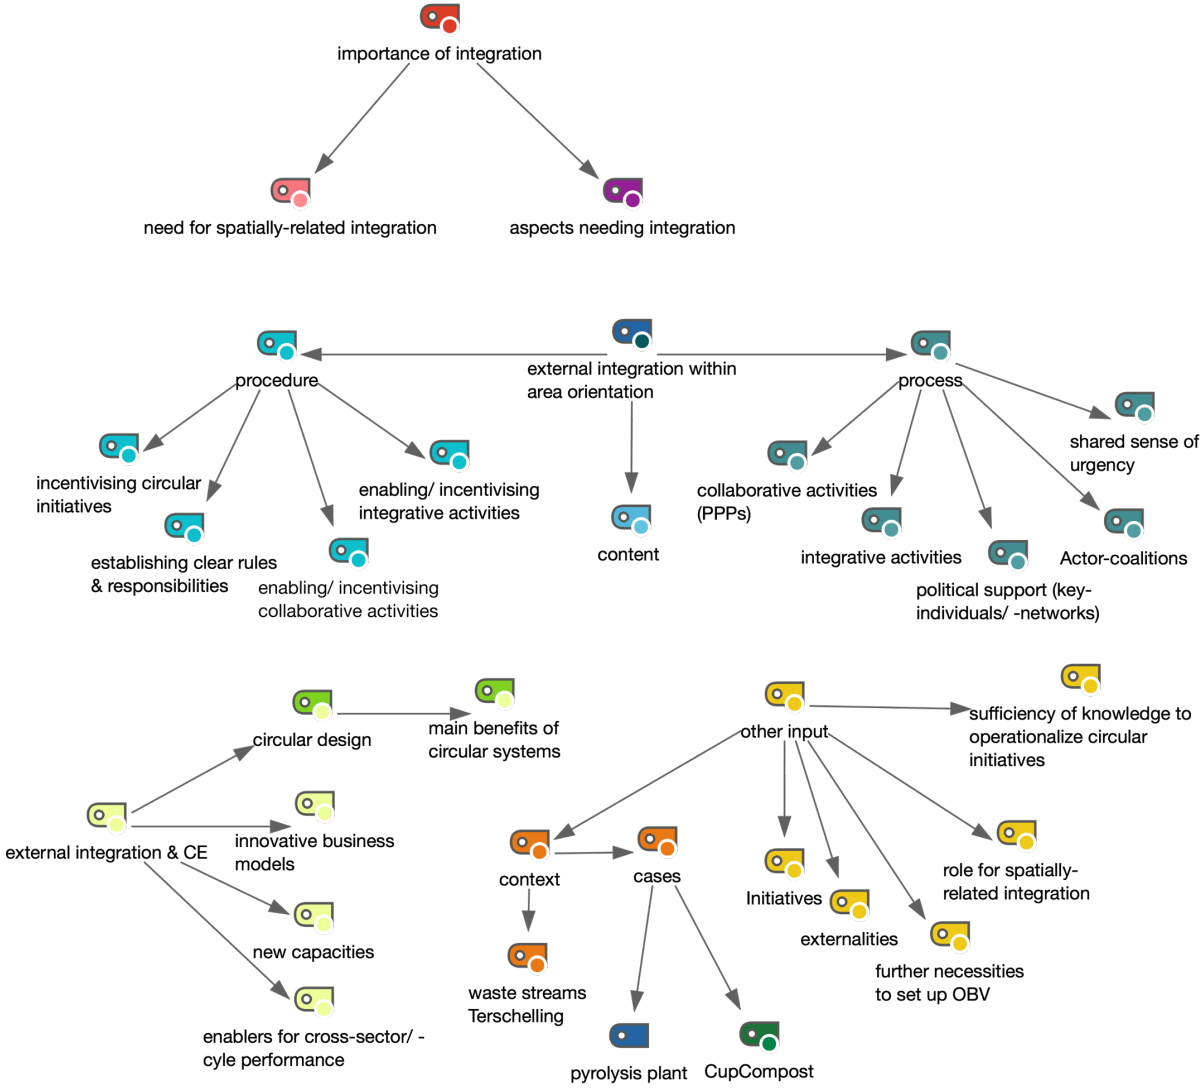 importance of integration
need for spatially-related integration
aspects needing integration
external integration within
area orientation
procedure
process
incentivising circular
initiatives
establishing clear rules
& responsibilities
enabling/ incentivising
collaborative activities
enabling/ incentivising
integrative activities
content
collaborative activities
(PPPs)
integrative activities
political support (key-
individuals/ -networks)
Actor-coalitions
shared sense of
urgency
external integration & CE
circular design
main benefits of
circular systems
innovative business
models
new capacities
enablers for cross-sector/ -
cyle performance
other input
sufficiency of knowledge to
operationalize circular
initiatives
context
cases
waste streams
Terschelling
pyrolysis plant
CupCompost
Initiatives
externalities
further necessities
to set up OBV
role for spatially-
related integration